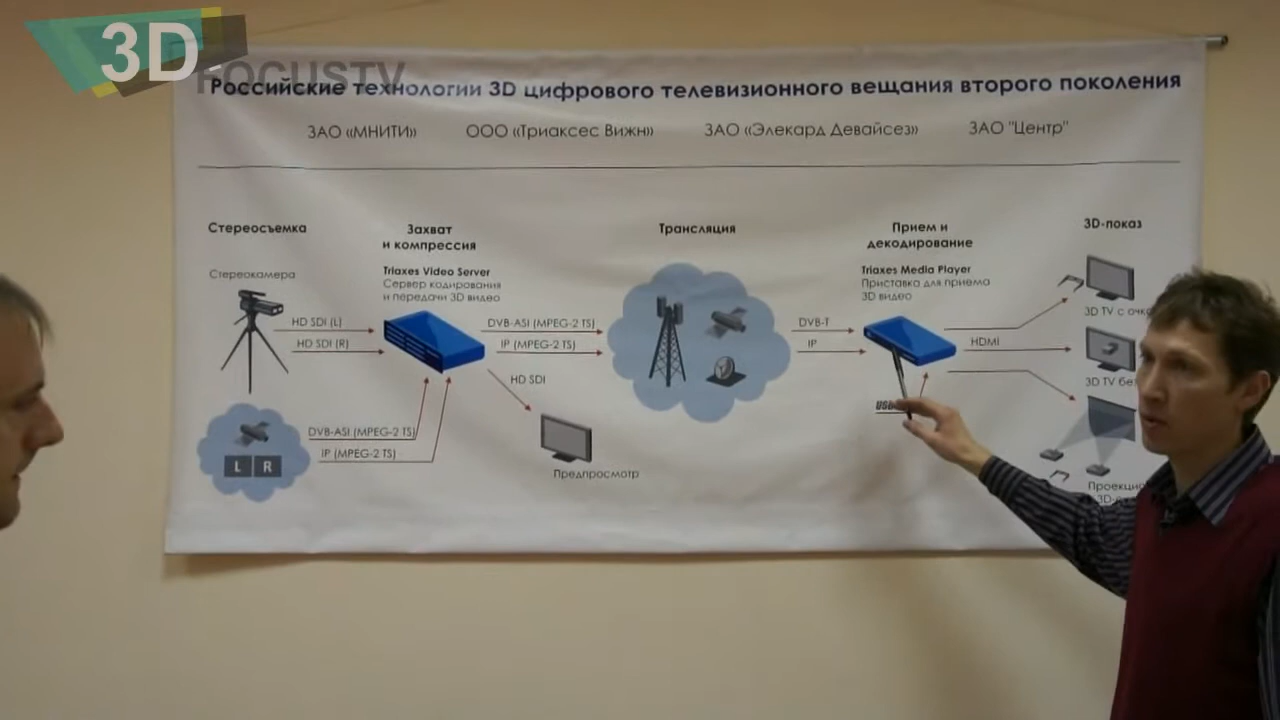 3D
FOCUSTV
Российские технологии 3D цифрового телевизионного вещания второго поколения
ЗАО «МНИТИ» ООО «Триаксес Вижн» ЗАО «Элекард Девайсез» ЗАО "Центр"
Стереосъемка
Захват
и компрессия
Трансляция
Прием и
декодирование
3D-показ
Стереокамера
Triaxes Video Server
Сервер кодирования
и передачи 3D видео
Triaxes Media Player
Приставка для приема
3D видео
HD SDI (L)
HD SDI (R)
DVB-ASI (MPEG-2 TS)
IP (MPEG-2 TS)
DVB-T
IP
HDMI
3D TV с
3D TV
HD SDI
USB
DVB-ASI (MPEG-2 TS)
IP (MPEG-2 TS)
L R
Предпросмотр